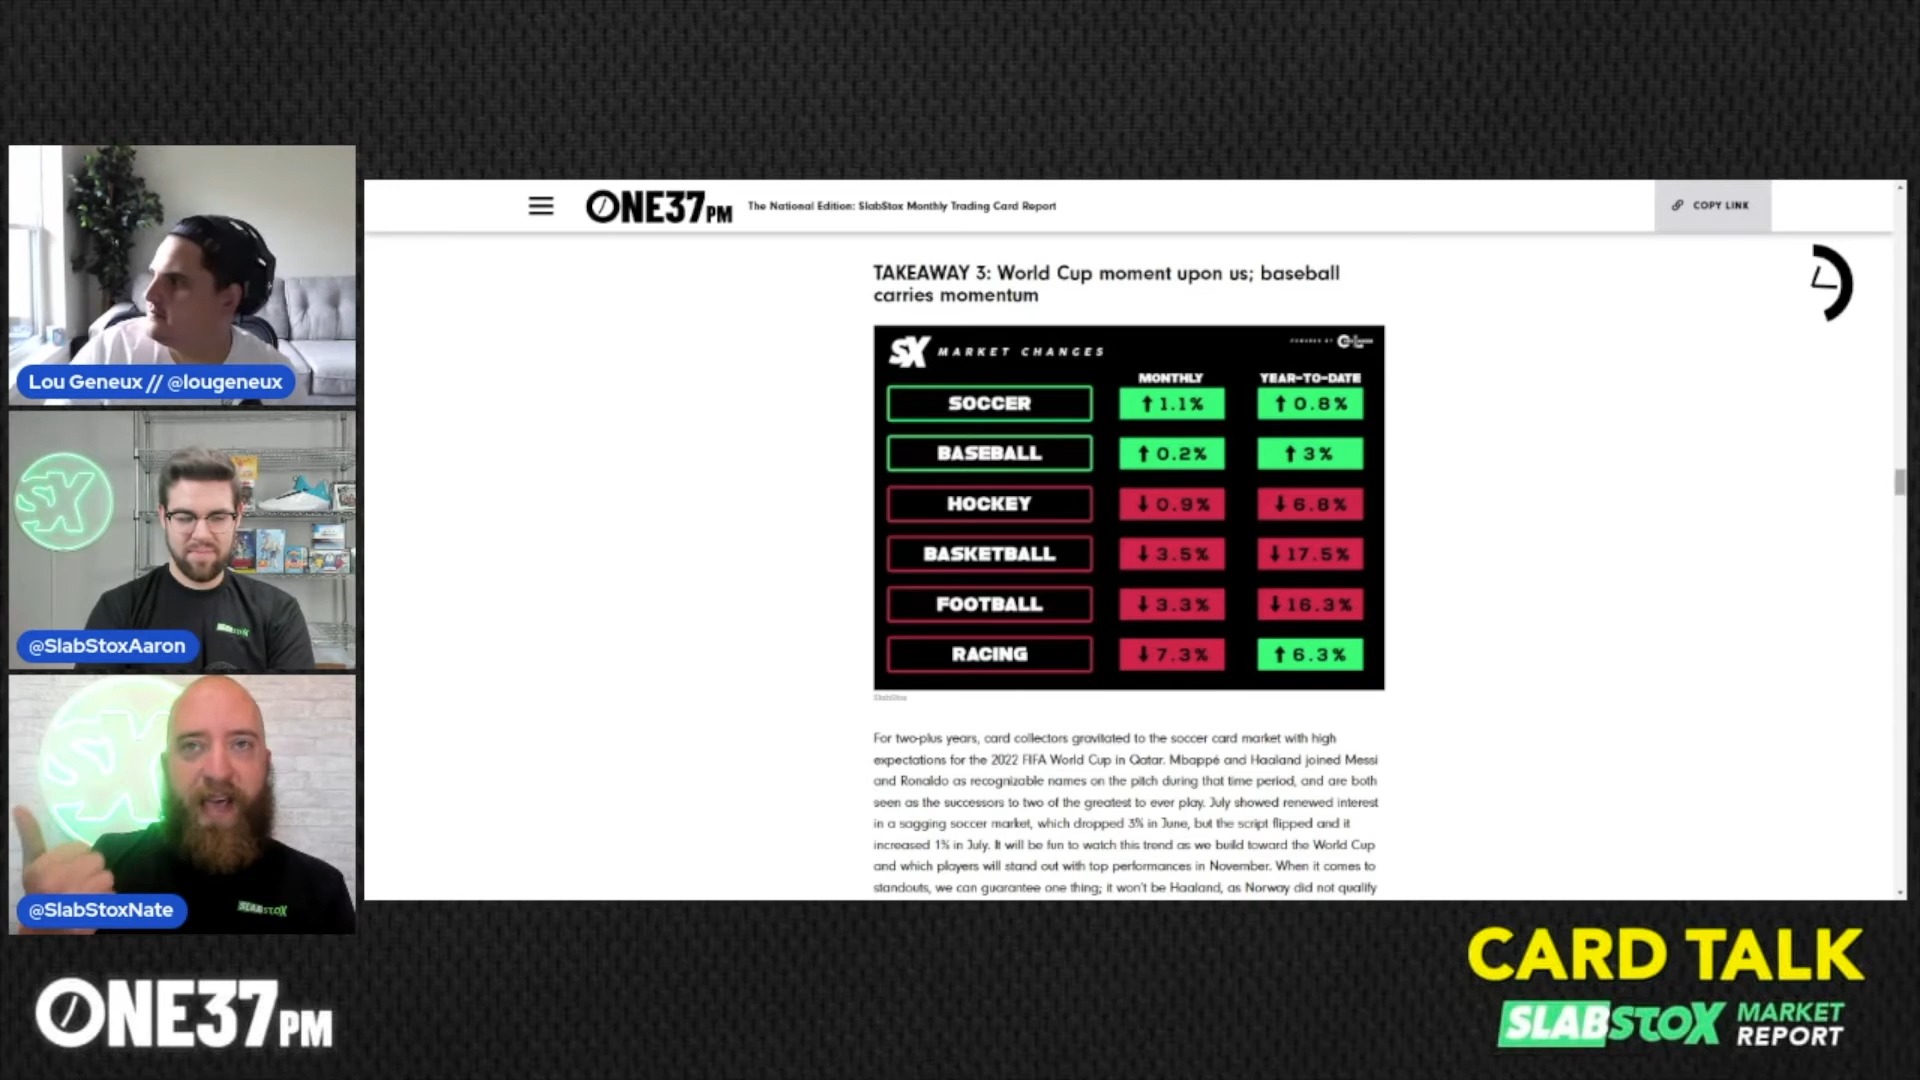 ONE37PM
The National Edition: SlabStox Monthly Trading Card Report
COPY LINK
Lou Geneux // @lougeneux
SX
SLABSTOX
@SlabStoxAaron
SX
SLABSTOX
@SlabStoxNate
TAKEAWAY 3: World Cup moment upon us; baseball
carries momentum
SX MARKET CHANGES
POWERED BY
MONTHLY YEAR-TO-DATE
SOCCER ↑ 1.1% ↑ 0.8%
BASEBALL ↑ 0.2% ↑ 3%
HOCKEY ↓ 0.9% ↓ 6.8%
BASKETBALL ↓ 3.5% ↓ 17.5%
FOOTBALL ↓ 3.3% ↓ 16.3%
RACING ↓ 7.3% ↑ 6.3%
SlabStox
For two-plus years, card collectors gravitated to the soccer card market with high
expectations for the 2022 FIFA World Cup in Qatar. Mbappé and Haaland joined Messi
and Ronaldo as recognizable names on the pitch during that time period, and are both
seen as the successors to two of the greatest to ever play. July showed renewed interest
in a sagging soccer market, which dropped 3% in June, but the script flipped and it
increased 1% in July. It will be fun to watch this trend as we build toward the World Cup
and which players will stand out with top performances in November. When it comes to
standouts, we can guarantee one thing; it won't be Haaland, as Norway did not qualify
ONE37PM
CARD TALK
SLABSTOX MARKET
REPORT